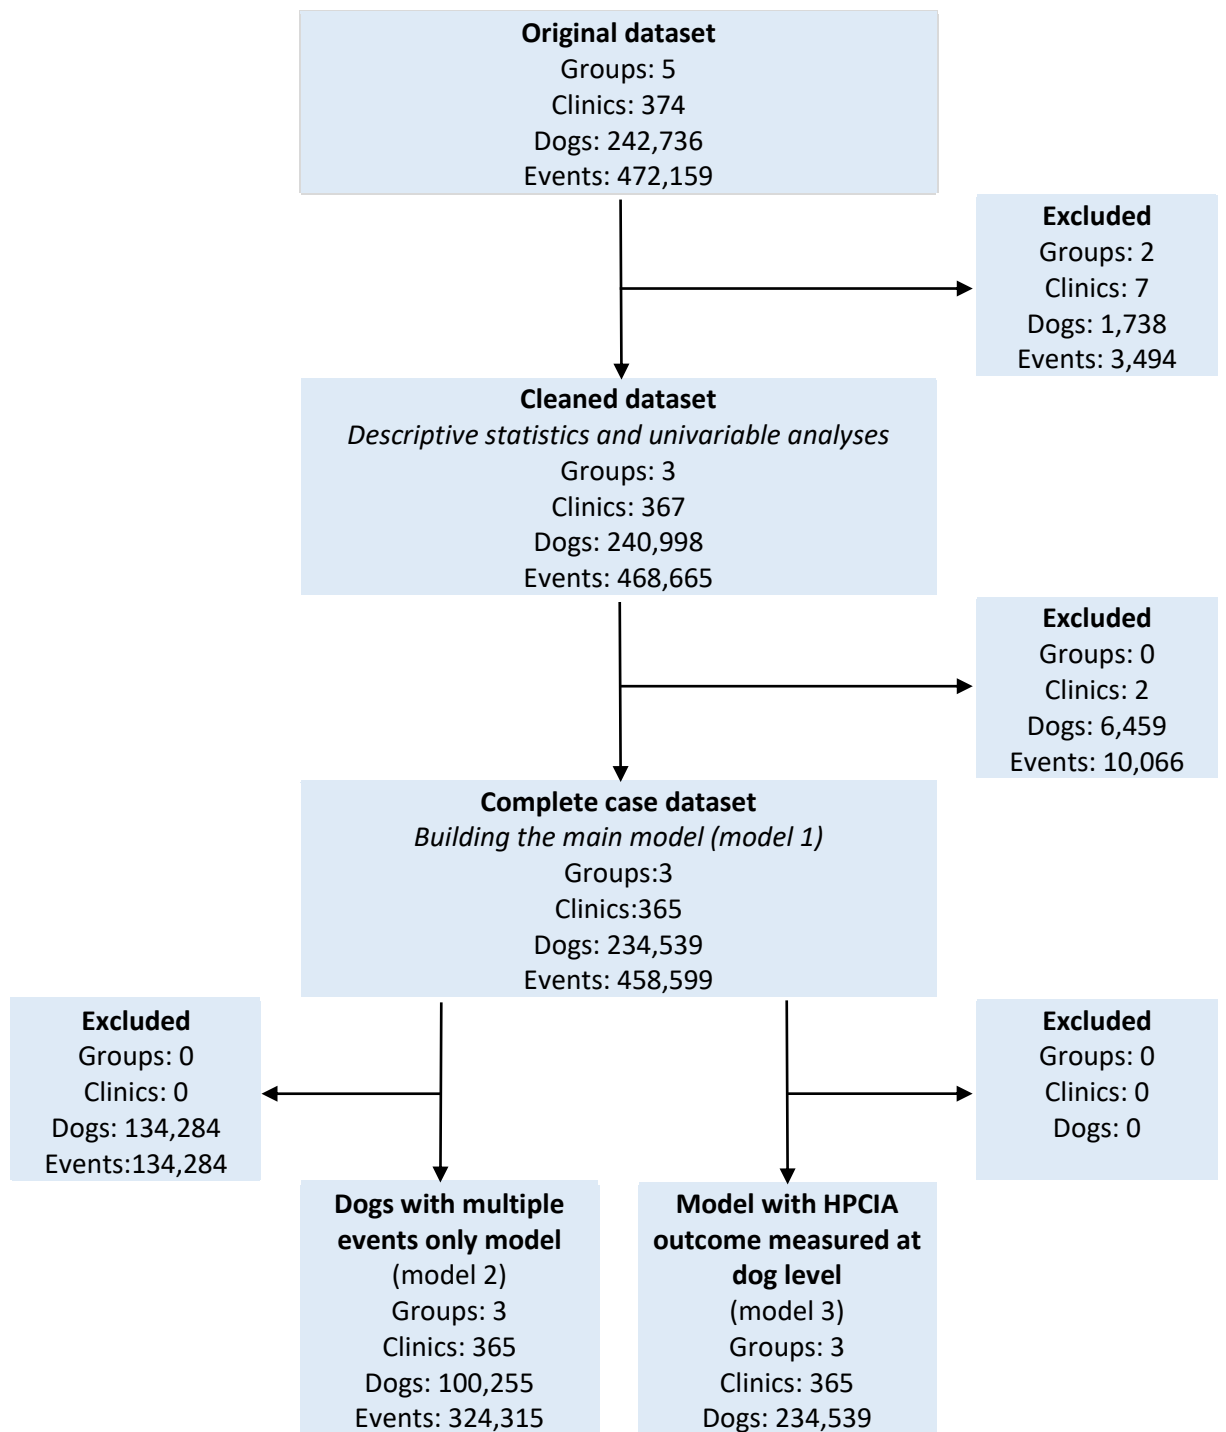 Original dataset
Groups: 5
Clinics: 374
Dogs: 242,736
Events: 472,159
Excluded
Groups: 2
Clinics: 7
Dogs: 1,738
Events: 3,494
Cleaned dataset
Descriptive statistics and univariable analyses
Groups: 3
Clinics: 367
Dogs: 240,998
Events: 468,665
Excluded
Groups: 0
Clinics: 2
Dogs: 6,459
Events: 10,066
Complete case dataset
Building the main model (model 1)
Groups:3
Clinics:365
Dogs: 234,539
Events: 458,599
Excluded
Groups: 0
Clinics: 0
Dogs: 134,284
Events:134,284
Excluded
Groups: 0
Clinics: 0
Dogs: 0
Dogs with multiple
events only model
(model 2)
Groups: 3
Clinics: 365
Dogs: 100,255
Events: 324,315
Model with HPCIA
outcome measured at
dog level
(model 3)
Groups: 3
Clinics: 365
Dogs: 234,539